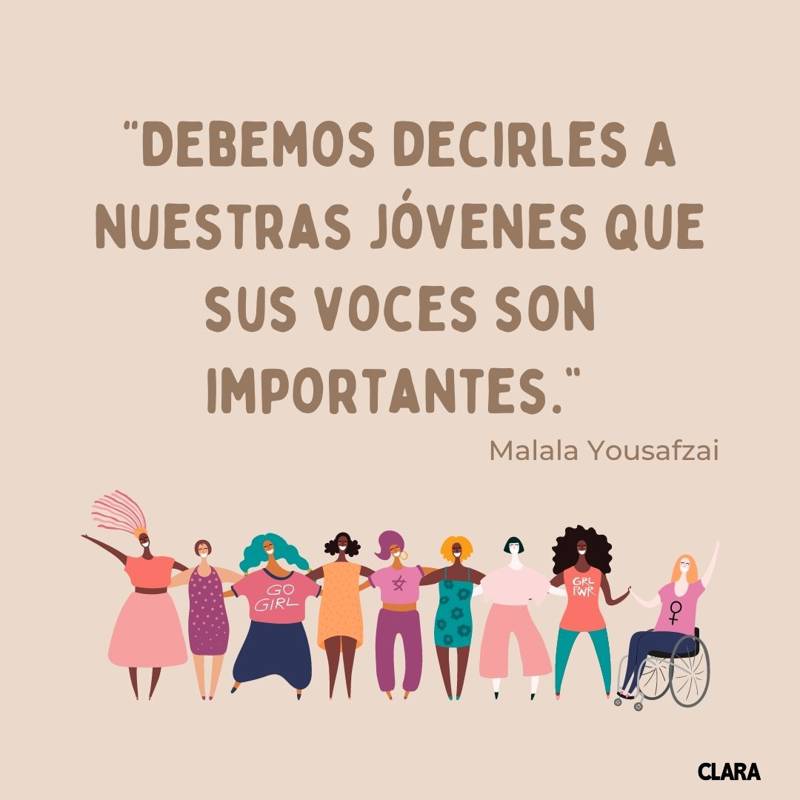 "DEBEMOS DECIRLES A
NUESTRAS JÓVENES QUE
SUS VOCES SON
IMPORTANTES."
Malala Yousafzai
GO
GIRL
GRL
PWR
CLARA